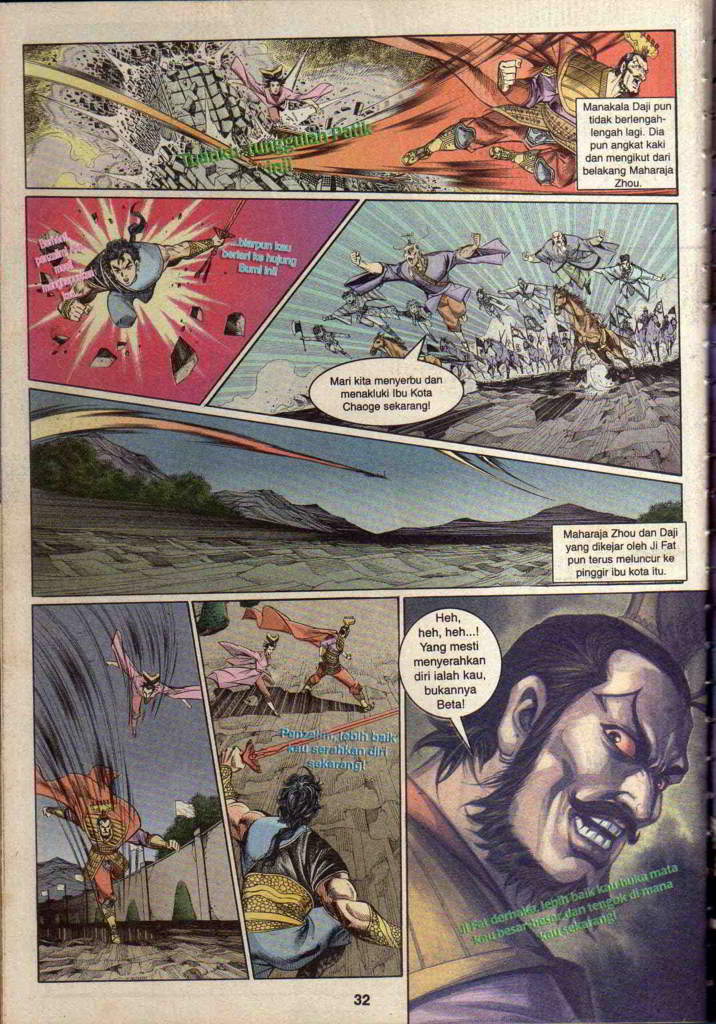 Manakala Daji pun
tidak berlengah-
lengah lagi. Dia
pun angkat kaki
dan mengikut dari
belakang Maharaja
Zhou.
Tunggulah Patik
...biarpun kau
berlari ke hujung
Bumi ini!
Mari kita menyerbu dan
menakluki Ibu Kota
Chaoge sekarang!
Maharaja Zhou dan Daji
yang dikejar oleh Ji Fat
pun terus meluncur ke
pinggir ibu kota itu.
Penzalim, lebih baik
kau serahkan diri
sekarang!
Heh,
heh, heh...!
Yang mesti
menyerahkan
diri ialah kau,
bukannya
Beta!
Ji Fat derhaka, lebih baik kau buka mata
kau besar-besar dan tengok di mana
kau sekarang!
32